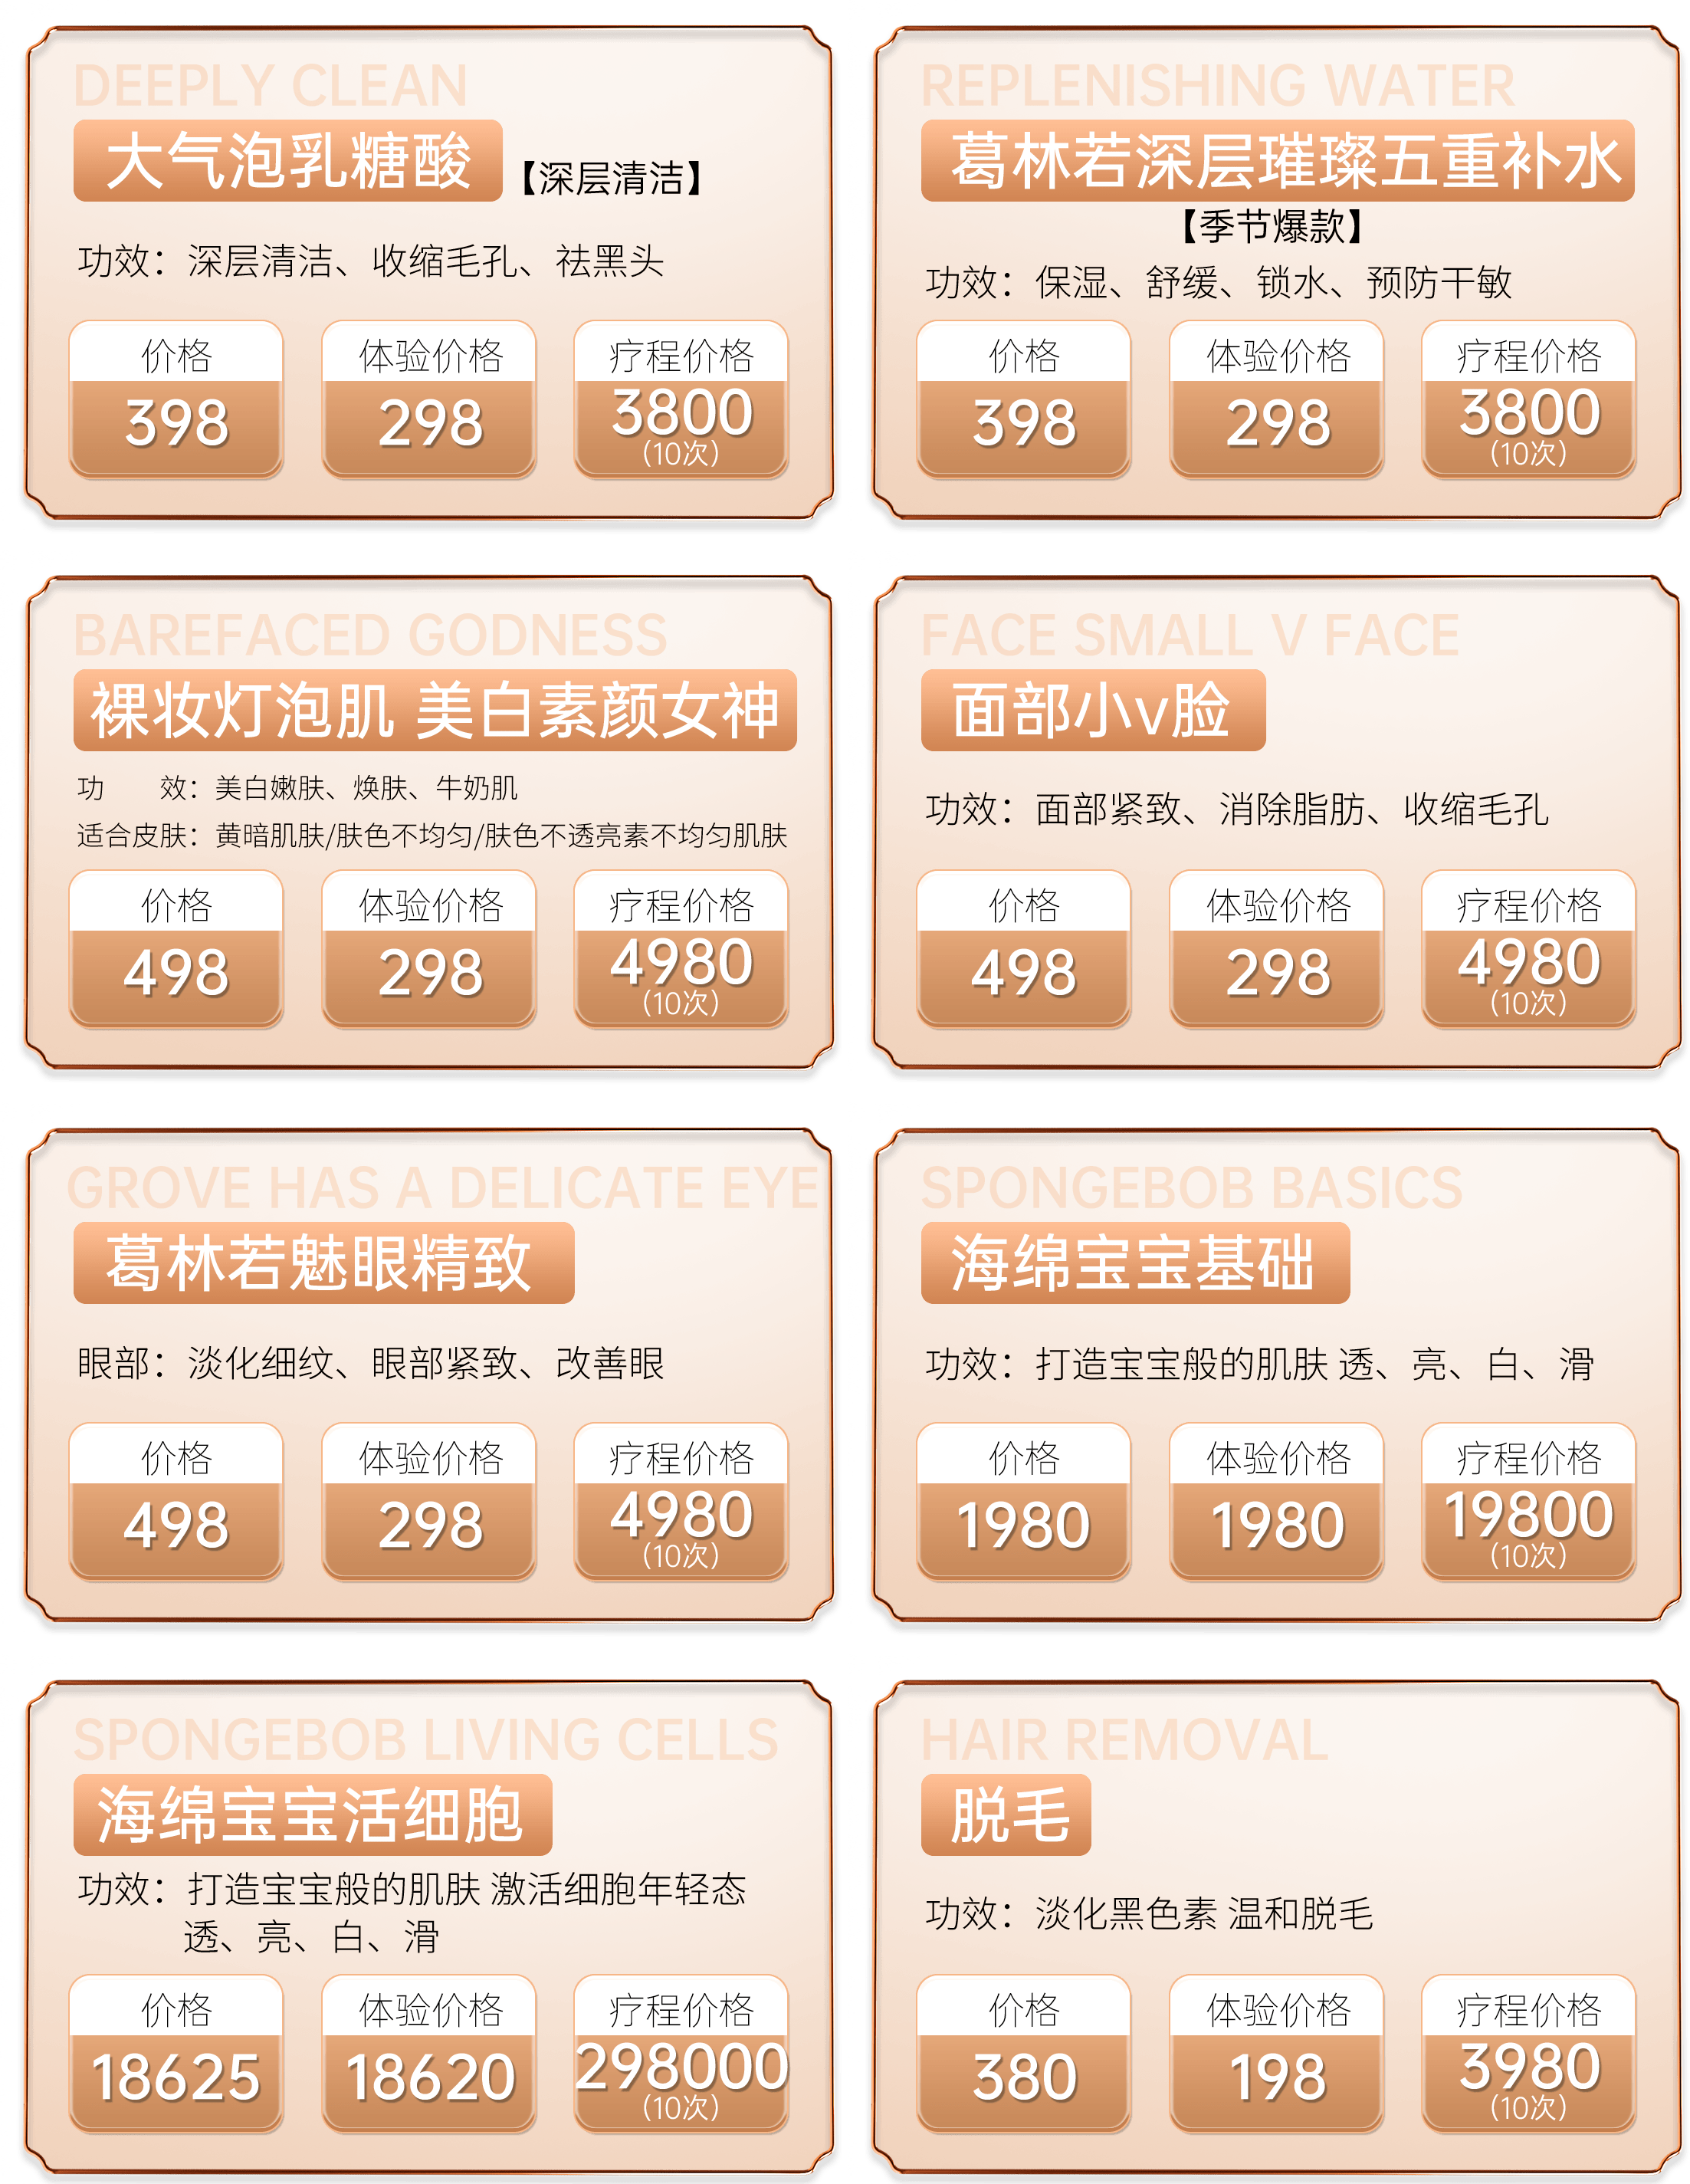 DEEPLY CLEAN
大气泡乳糖酸【深层清洁】
功效：深层清洁、收缩毛孔、祛黑头
价格 体验价格 疗程价格
398 298 3800
(10次)
REPLENISHING WATER
葛林若深层璀璨五重补水
【季节爆款】
功效：保湿、舒缓、锁水、预防干敏
价格 体验价格 疗程价格
398 298 3800
(10次)
BAREFACED GODNESS
裸妆灯泡肌 美白素颜女神
功 效：美白嫩肤、焕肤、牛奶肌
适合皮肤：黄暗肌肤/肤色不均匀/肤色不透亮素不均匀肌肤
价格 体验价格 疗程价格
498 298 4980
(10次)
FACE SMALL V FACE
面部小v脸
功效：面部紧致、消除脂肪、收缩毛孔
价格 体验价格 疗程价格
498 298 4980
(10次)
GROVE HAS A DELICATE EYE
葛林若魅眼精致
眼部：淡化细纹、眼部紧致、改善眼
价格 体验价格 疗程价格
498 298 4980
(10次)
SPONGEBOB BASICS
海绵宝宝基础
功效：打造宝宝般的肌肤 透、亮、白、滑
价格 体验价格 疗程价格
1980 1980 19800
(10次)
SPONGEBOB LIVING CELLS
海绵宝宝活细胞
功效：打造宝宝般的肌肤 激活细胞年轻态
透、亮、白、滑
价格 体验价格 疗程价格
18625 18620 298000
(10次)
HAIR REMOVAL
脱毛
功效：淡化黑色素 温和脱毛
价格 体验价格 疗程价格
380 198 3980
(10次)